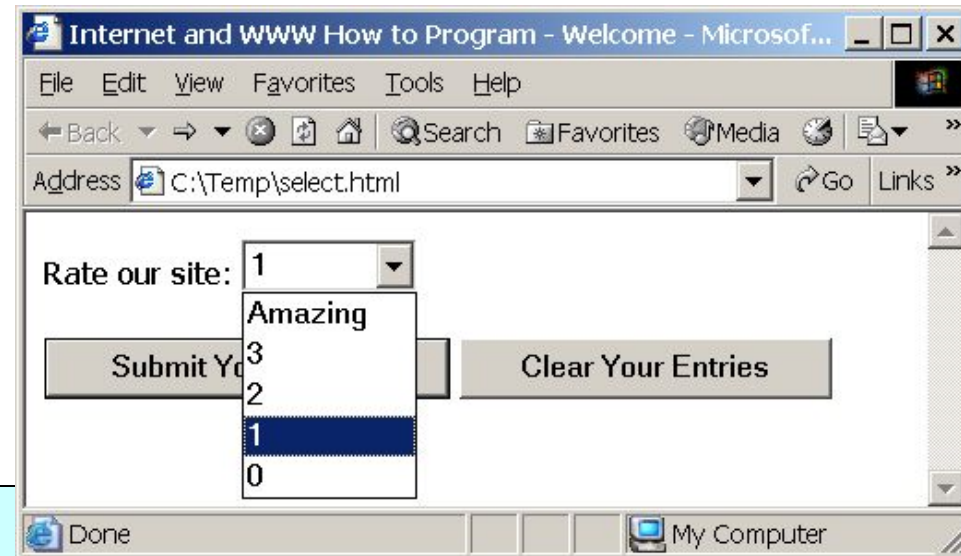 Internet and WWW How to Program - Welcome - Microsof...
File Edit View Favorites Tools Help
Back Search Favorites Media »
Address C:\Temp\select.html Go Links »
Rate our site: 1
Amazing
3
2
1
0
Submit Yo
Clear Your Entries
Done My Computer